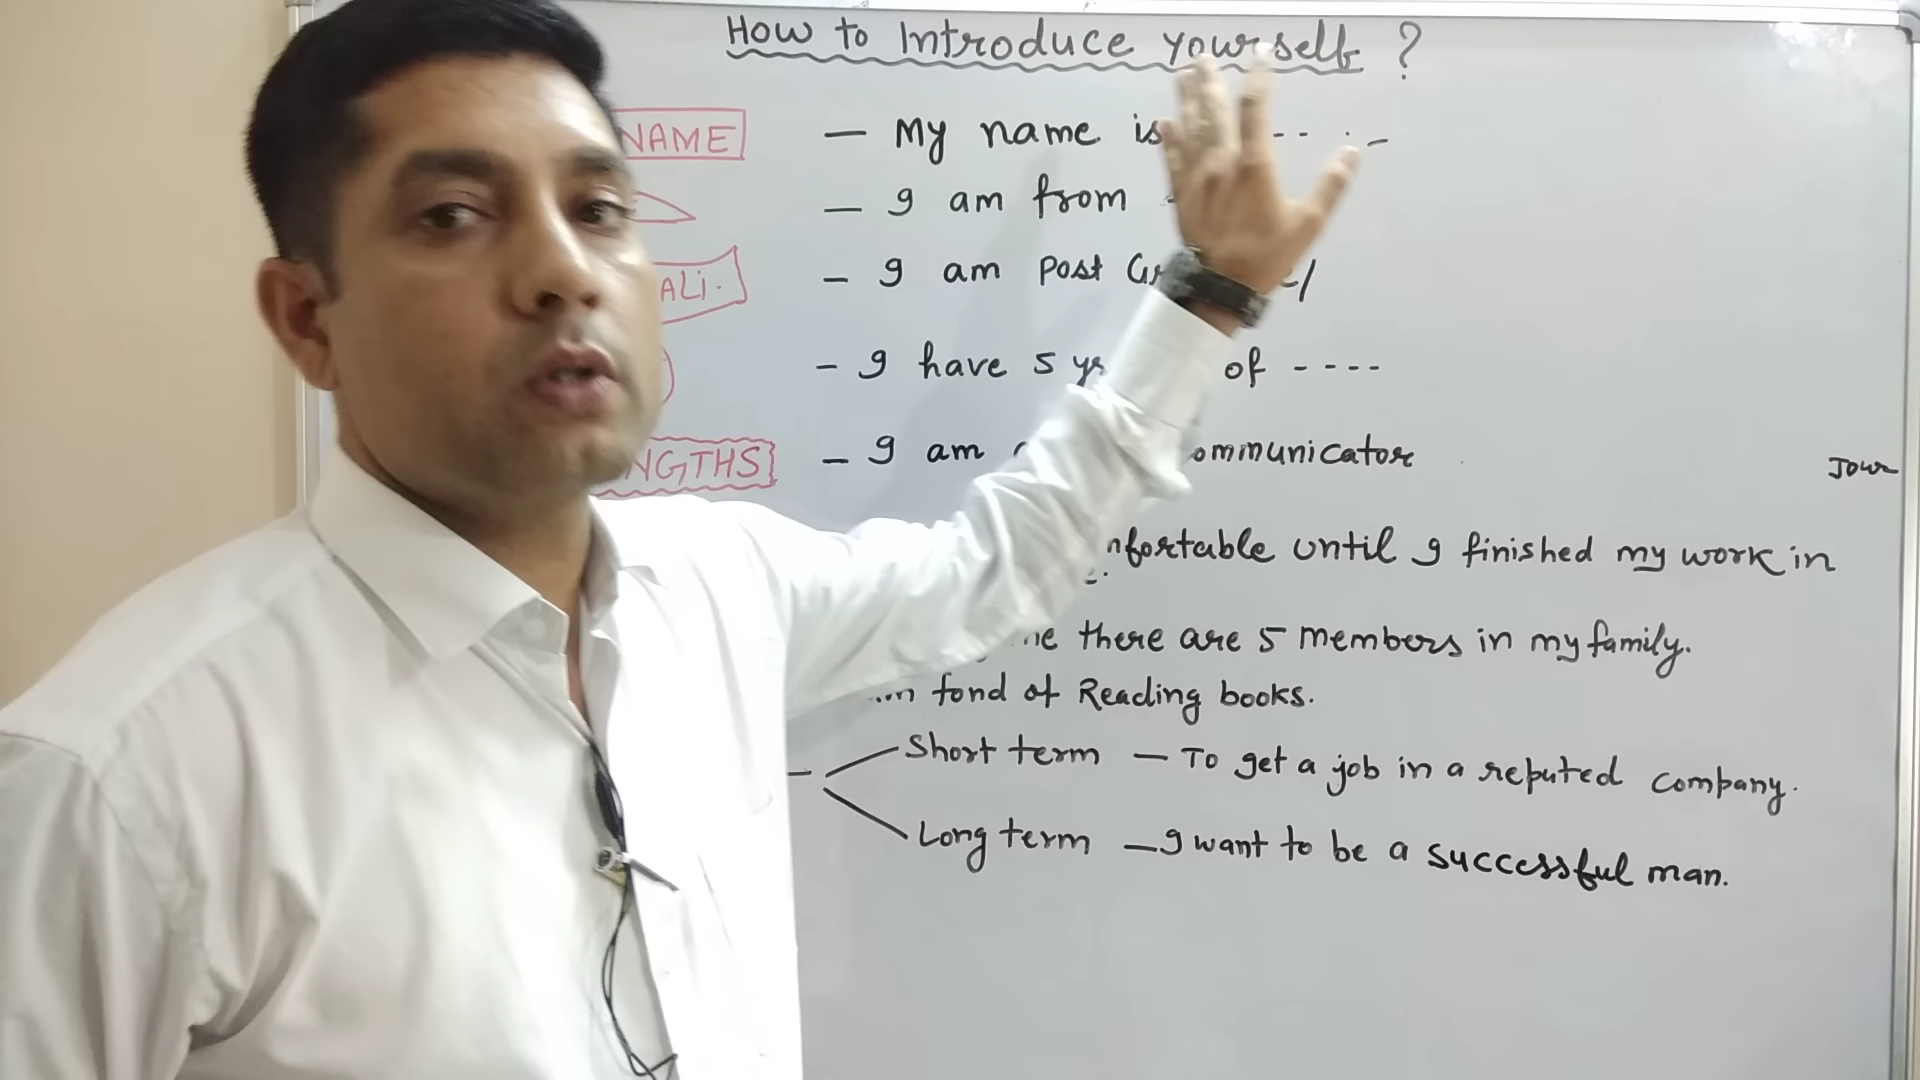 How to Introduce yourself ?
NAME — My name is - - - -
— I am from
ALI. - I am Post
- I have 5 of - - - -
NGTHS - I am ommunicator
Jour
nfortable until I finished my work in
there are 5 members in my family.
fond of Reading books.
Short term — To get a job in a reputed company.
Long term — I want to be a successful man.